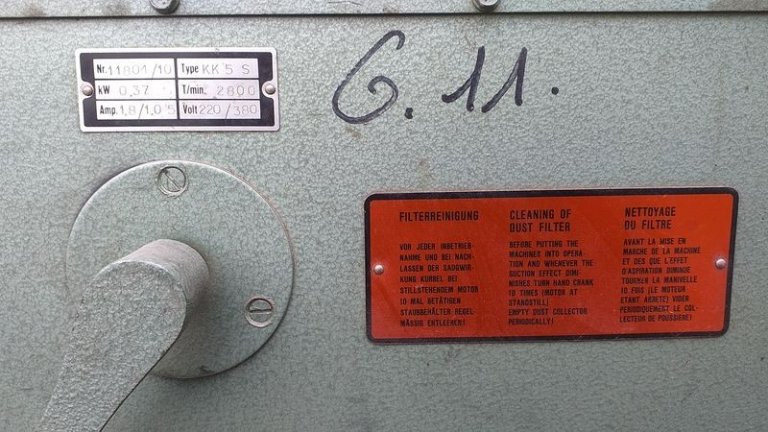 Nr. 11801/10 Type KK 5 S
kW 0,37 T/min. 2800
Amp. 1,8/1,05 Volt 220/380
G. 11.
FILTERREINIGUNG
VOR JEDER INBETRIEB-
NAHME UND BEI NACH-
LASSEN DER SAUGWIRK-
UNG KURBEL BEI
STILLSTEHENDEM MOTOR
10 MAL BETÄTIGEN
STAUBBEHÄLTER REGEL-
MÄSSIG ENTLEEREN!
CLEANING OF
DUST FILTER
BEFORE PUTTING THE
MACHINES INTO OPERA-
TION AND WHENEVER THE
SUCTION EFFECT DIMI
NISHES TURN HAND CRANK
10 TIMES (MOTOR AT
STANDSTILL)
EMPTY DUST COLLECTOR
PERIODICALLY!
NETTOYAGE
DU FILTRE
AVANT LA MISE EN
MARCHE DE LA MACHINE
ET DES QUE L'EFFET
D'ASPIRATION DIMINUE
TOURNER LA MANIVELLE
10 FOIS (LE MOTEUR
ETANT ARRETE) VIDER
PERIODIQUEMENT LE COL-
LECTEUR DE POUSSIERE!